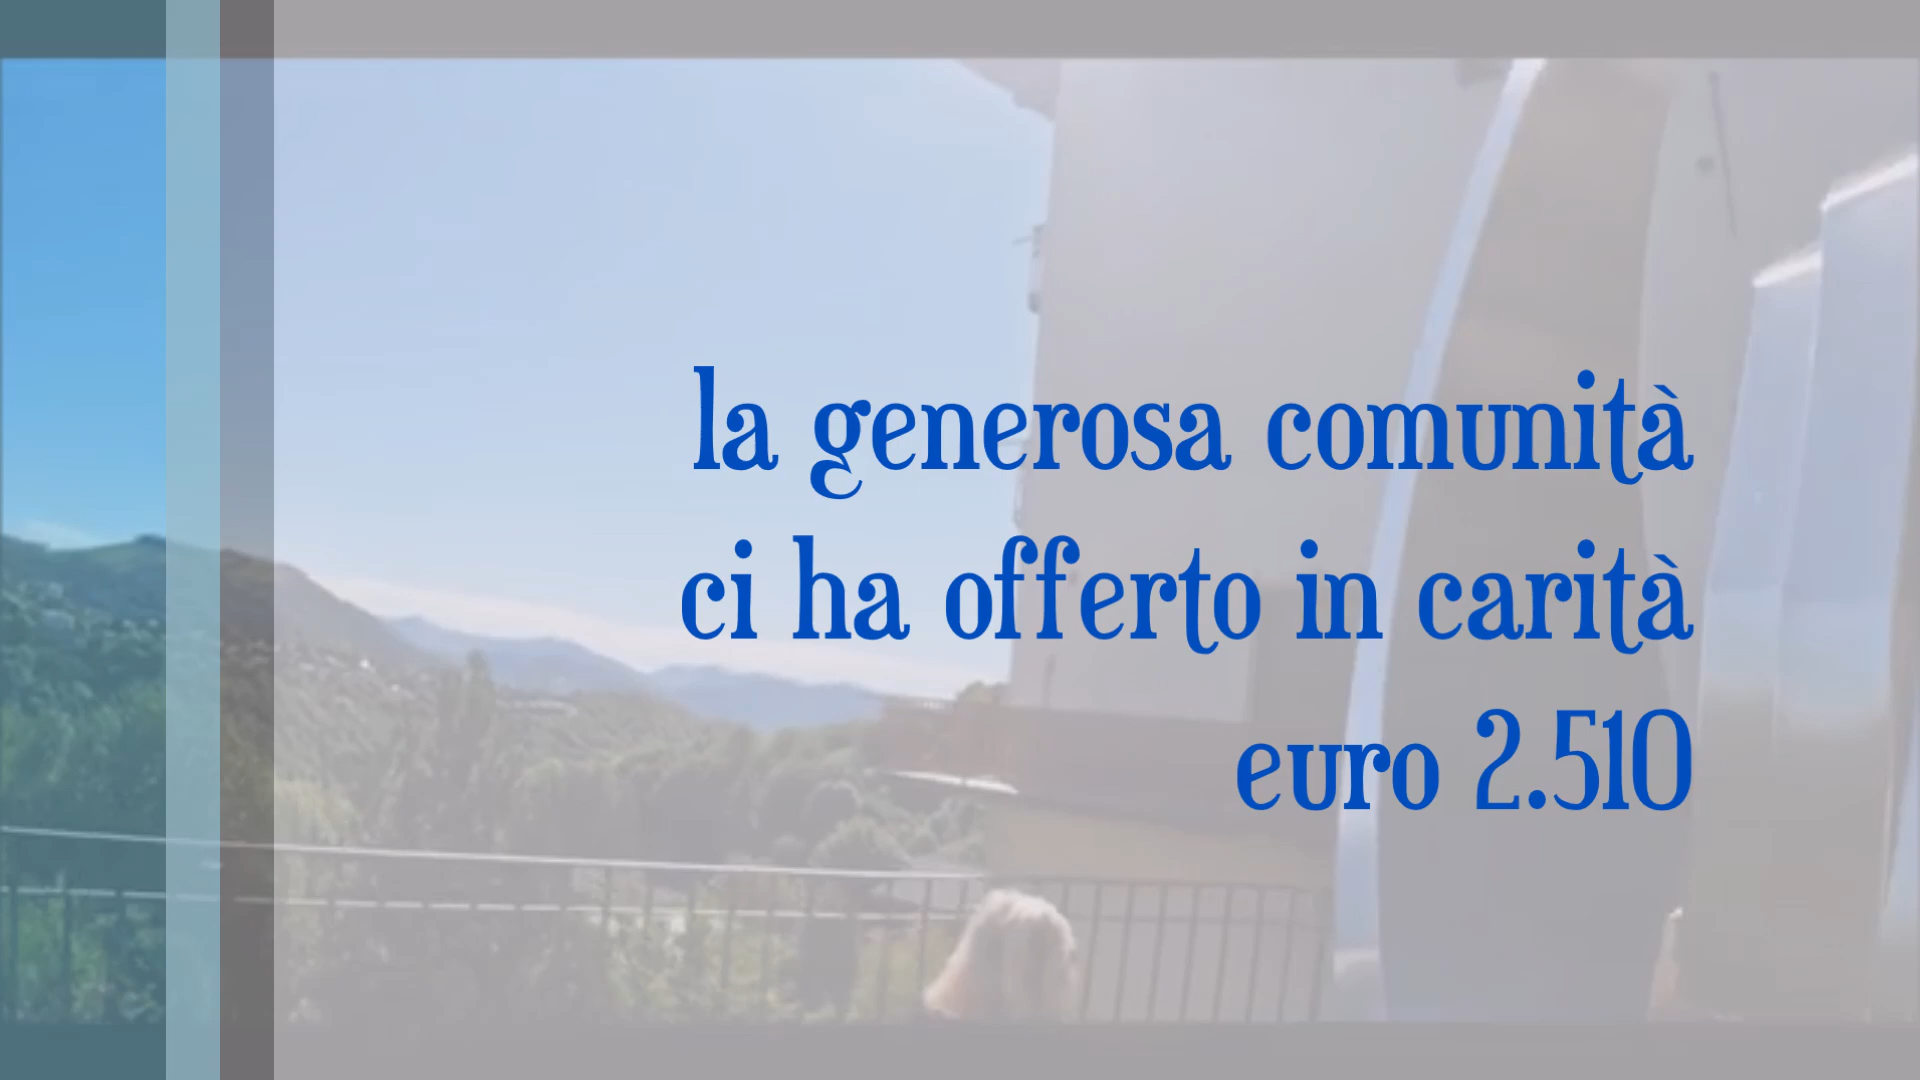 la generosa comunità
ci ha offerto in carità
euro 2.510